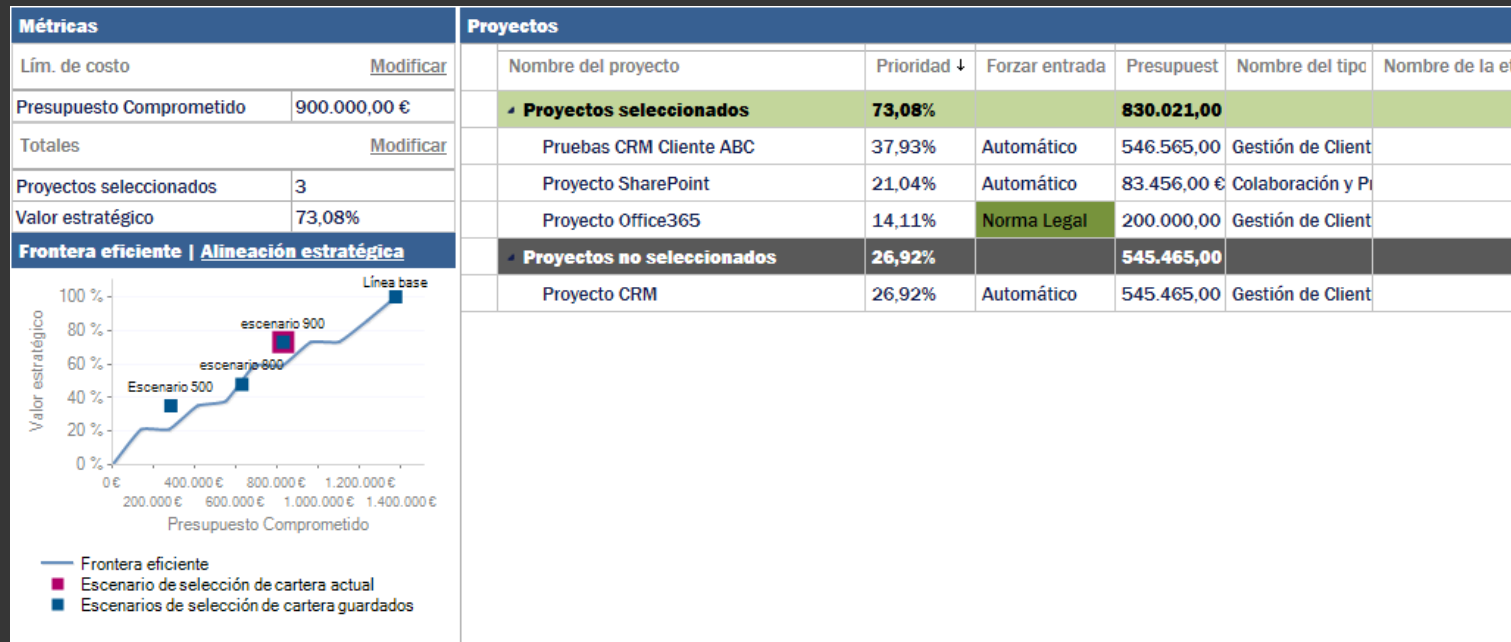 Métricas
Lím. de costo Modificar
Presupuesto Comprometido 900.000,00 €
Totales Modificar
Proyectos seleccionados 3
Valor estratégico 73,08%
Frontera eficiente | Alineación estratégica
Valor estratégico
100 %
80 %
60 %
40 %
20 %
0 %
Línea base
escenario 900
escenario 800
Escenario 500
0 € 400.000 € 800.000 € 1.200.000 €
200.000 € 600.000 € 1.000.000 € 1.400.000 €
Presupuesto Comprometido
Frontera eficiente
Escenario de selección de cartera actual
Escenarios de selección de cartera guardados
Proyectos
Nombre del proyecto Prioridad ↓ Forzar entrada Presupuest Nombre del tipo Nombre de la et
Proyectos seleccionados 73,08% 830.021,00
Pruebas CRM Cliente ABC 37,93% Automático 546.565,00 Gestión de Client
Proyecto SharePoint 21,04% Automático 83.456,00 € Colaboración y Pr
Proyecto Office365 14,11% Norma Legal 200.000,00 Gestión de Client
Proyectos no seleccionados 26,92% 545.465,00
Proyecto CRM 26,92% Automático 545.465,00 Gestión de Client